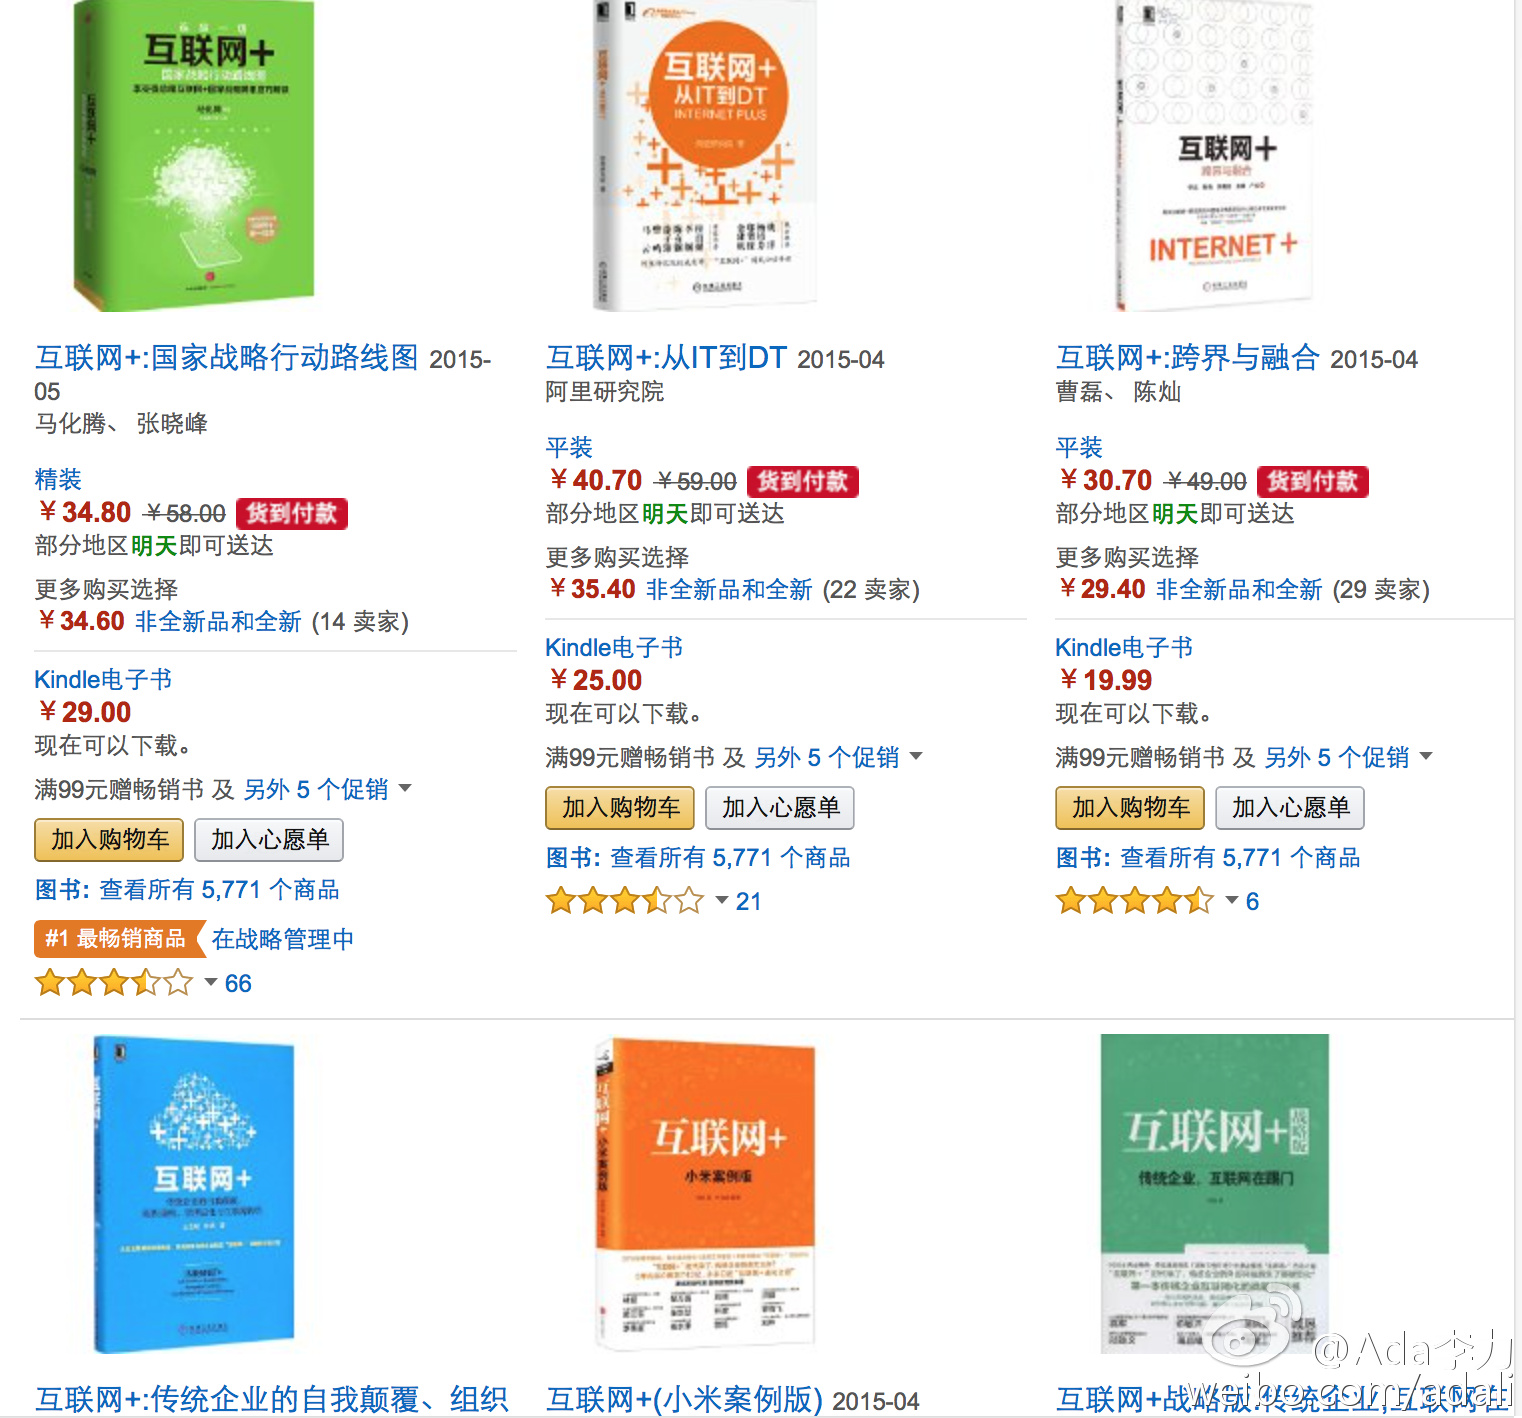 互联网+
国家战略行动路线图
互联网+
从IT到DT
INTERNET PLUS
互联网+
跨界与融合
INTERNET+
互联网+:国家战略行动路线图 2015-
05
马化腾、 张晓峰
精装
￥34.80 ￥58.00 货到付款
部分地区明天即可送达
更多购买选择
￥34.60 非全新品和全新 (14 卖家)
Kindle电子书
￥29.00
现在可以下载。
满99元赠畅销书 及 另外 5 个促销
加入购物车 加入心愿单
图书: 查看所有 5,771 个商品
#1 最畅销商品 在战略管理中
66
互联网+:从IT到DT 2015-04
阿里研究院
平装
￥40.70 ￥59.00 货到付款
部分地区明天即可送达
更多购买选择
￥35.40 非全新品和全新 (22 卖家)
Kindle电子书
￥25.00
现在可以下载。
满99元赠畅销书 及 另外 5 个促销
加入购物车 加入心愿单
图书: 查看所有 5,771 个商品
21
互联网+:跨界与融合 2015-04
曹磊、 陈灿
平装
￥30.70 ￥49.00 货到付款
部分地区明天即可送达
更多购买选择
￥29.40 非全新品和全新 (29 卖家)
Kindle电子书
￥19.99
现在可以下载。
满99元赠畅销书 及 另外 5 个促销
加入购物车 加入心愿单
图书: 查看所有 5,771 个商品
6
互联网+
互联网+
小米案例版
互联网+
传统企业，互联网在踢门
互联网+:传统企业的自我颠覆、组织
互联网+(小米案例版) 2015-04
互联网+战略版:传统企业,互联网在
@Ada李力
weibo.com/adali